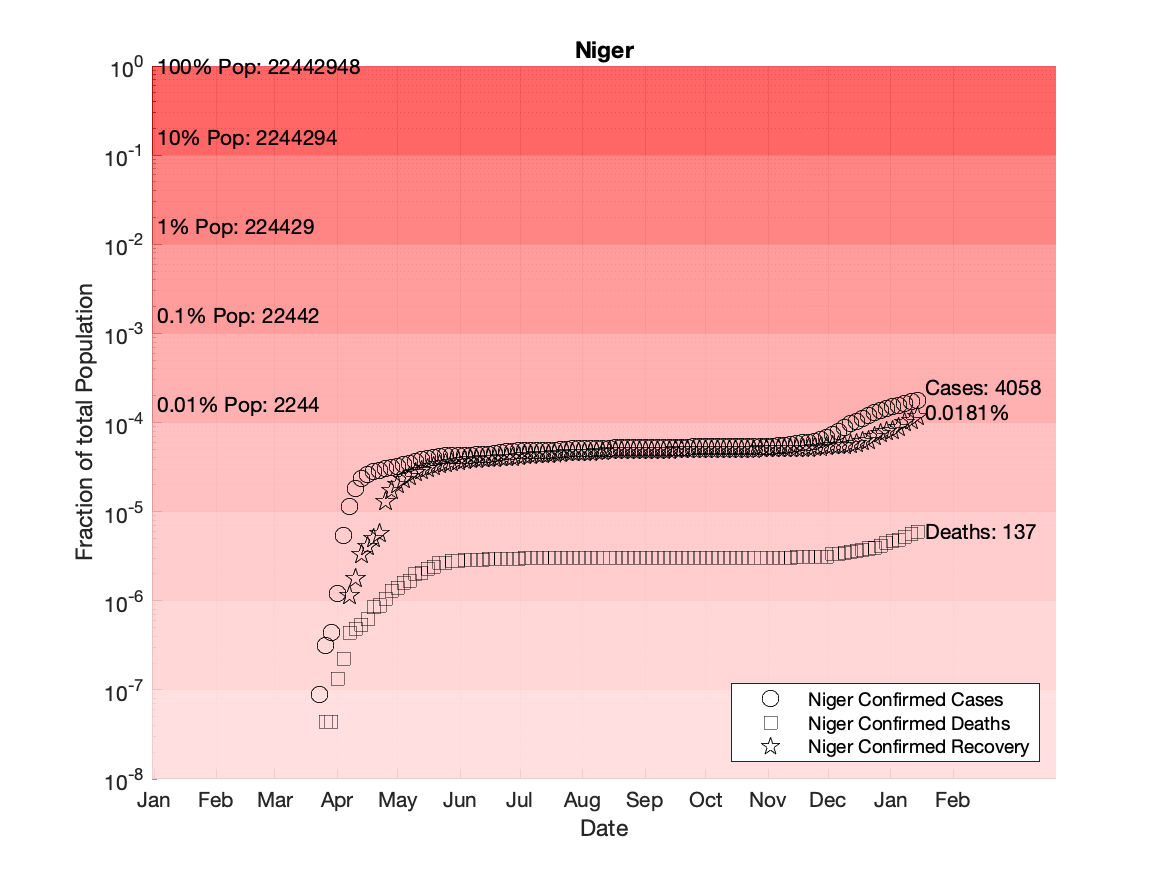 Niger
10^0
100% Pop: 22442948
10% Pop: 2244294
10^-1
1% Pop: 224429
10^-2
0.1% Pop: 22442
10^-3
Cases: 4058
0.01% Pop: 2244
0.0181%
10^-4
10^-5
Deaths: 137
10^-6
10^-7
10^-8
Fraction of total Population
Niger Confirmed Cases
Niger Confirmed Deaths
Niger Confirmed Recovery
Jan Feb Mar Apr May Jun Jul Aug Sep Oct Nov Dec Jan Feb
Date